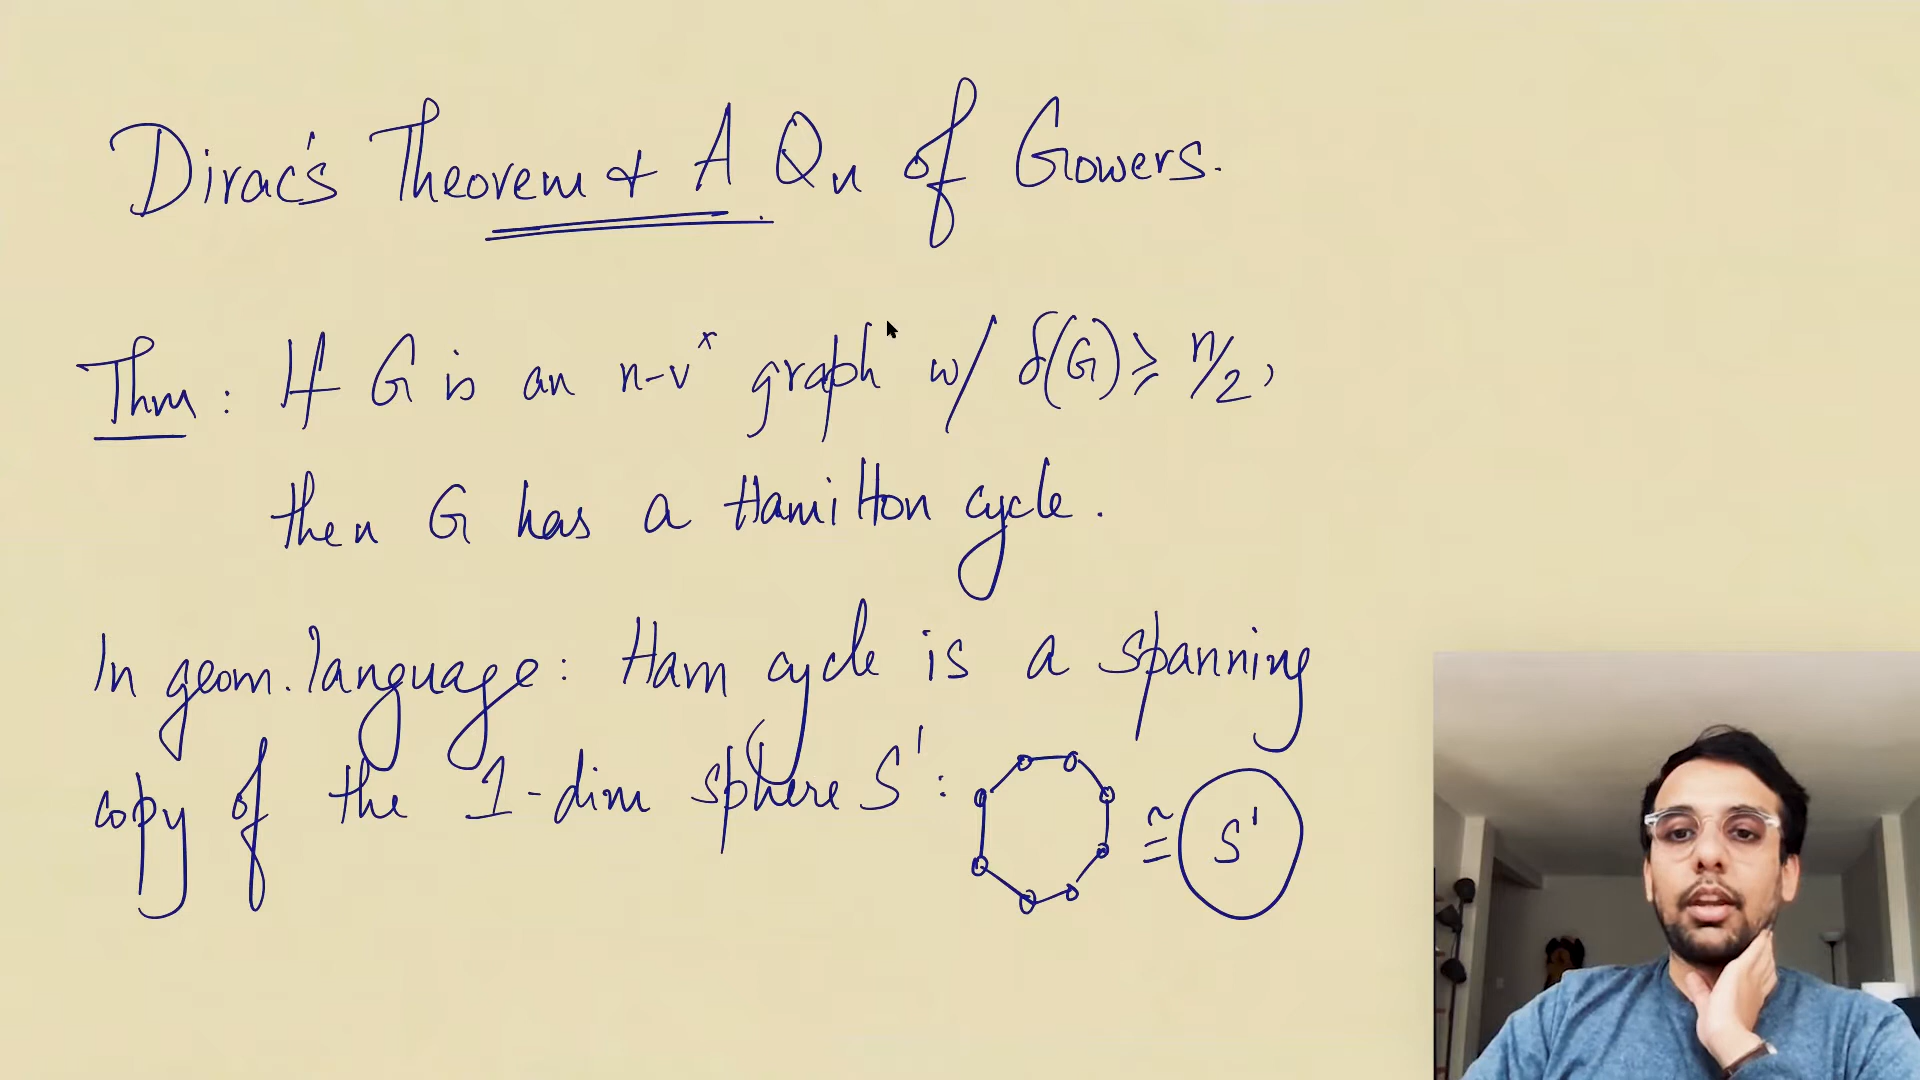 Dirac's Theorem & A Qn of Gowers.
Thm: If G is an n-vx graph w/ δ(G) ≥ n/2,
then G has a Hamilton cycle.
In geom. language: Ham cycle is a spanning
copy of the 1-dim sphere S¹:
≅ S¹